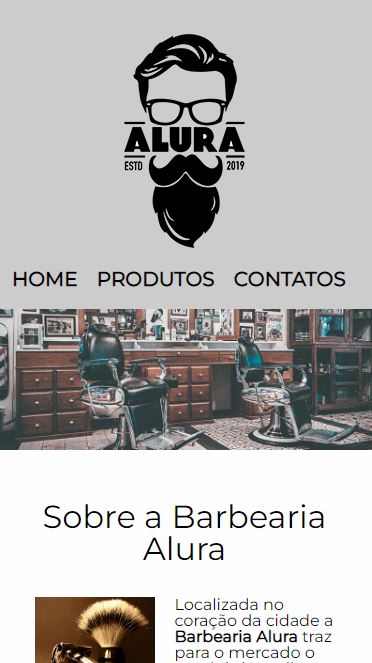 ALURA
ESTD 2019
HOME PRODUTOS CONTATOS
Sobre a Barbearia
Alura
Localizada no
coração da cidade a
Barbearia Alura traz
para o mercado o